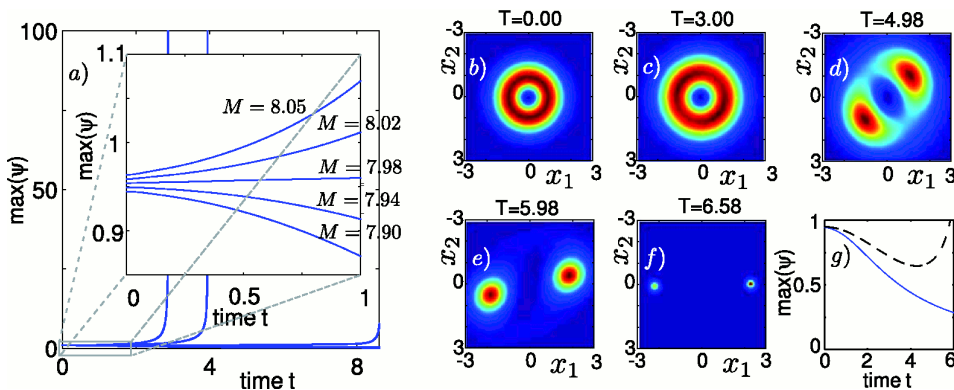 a)
100
50
0
max(ψ)
0
2
4
6
8
time t
1.1
1
0.9
max(ψ)
0
0.5
1
time t
M = 8.05
M = 8.02
M = 7.98
M = 7.94
M = 7.90
T=0.00
b)
-3
x2
0
3
-3
0
3
x1
T=3.00
c)
-3
x2
0
3
-3
0
3
x1
T=4.98
d)
-3
x2
0
3
-3
0
3
x1
T=5.98
e)
-3
x2
0
3
-3
0
3
x1
T=6.58
f)
-3
x2
0
3
-3
0
3
x1
g)
1
0.5
0
max(ψ)
0
2
4
6
time t